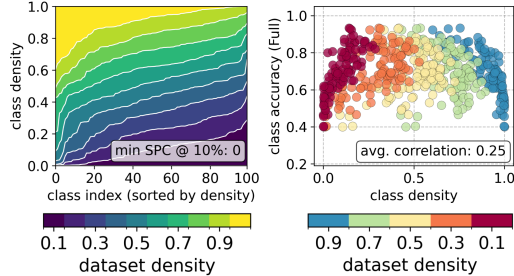 1.0
0.8
0.6
0.4
0.2
0.0
class density
min SPC @ 10%: 0
0 20 40 60 80 100
class index (sorted by density)
0.1 0.3 0.5 0.7 0.9
dataset density
1.0
0.8
0.6
0.4
0.2
class accuracy (Full)
avg. correlation: 0.25
0.0 0.5 1.0
class density
0.9 0.7 0.5 0.3 0.1
dataset density